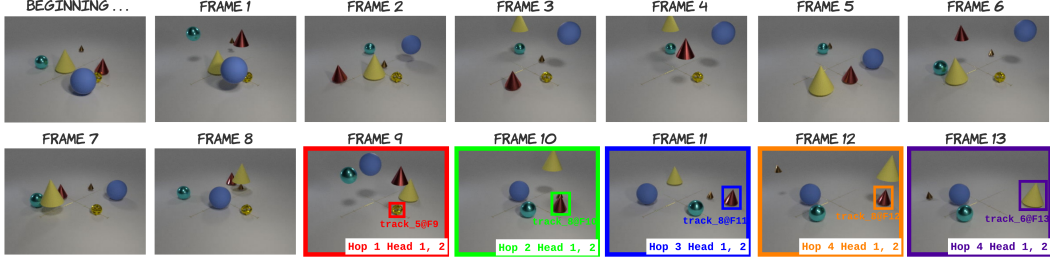 BEGINNING . . .
FRAME 1
FRAME 2
FRAME 3
FRAME 4
FRAME 5
FRAME 6
FRAME 7
FRAME 8
FRAME 9
FRAME 10
FRAME 11
FRAME 12
FRAME 13
track_5@F9
track_8@F11
track_6@F13
Hop 1 Head 1, 2
Hop 2 Head 1, 2
Hop 3 Head 1, 2
Hop 4 Head 1, 2
Hop 4 Head 1, 2